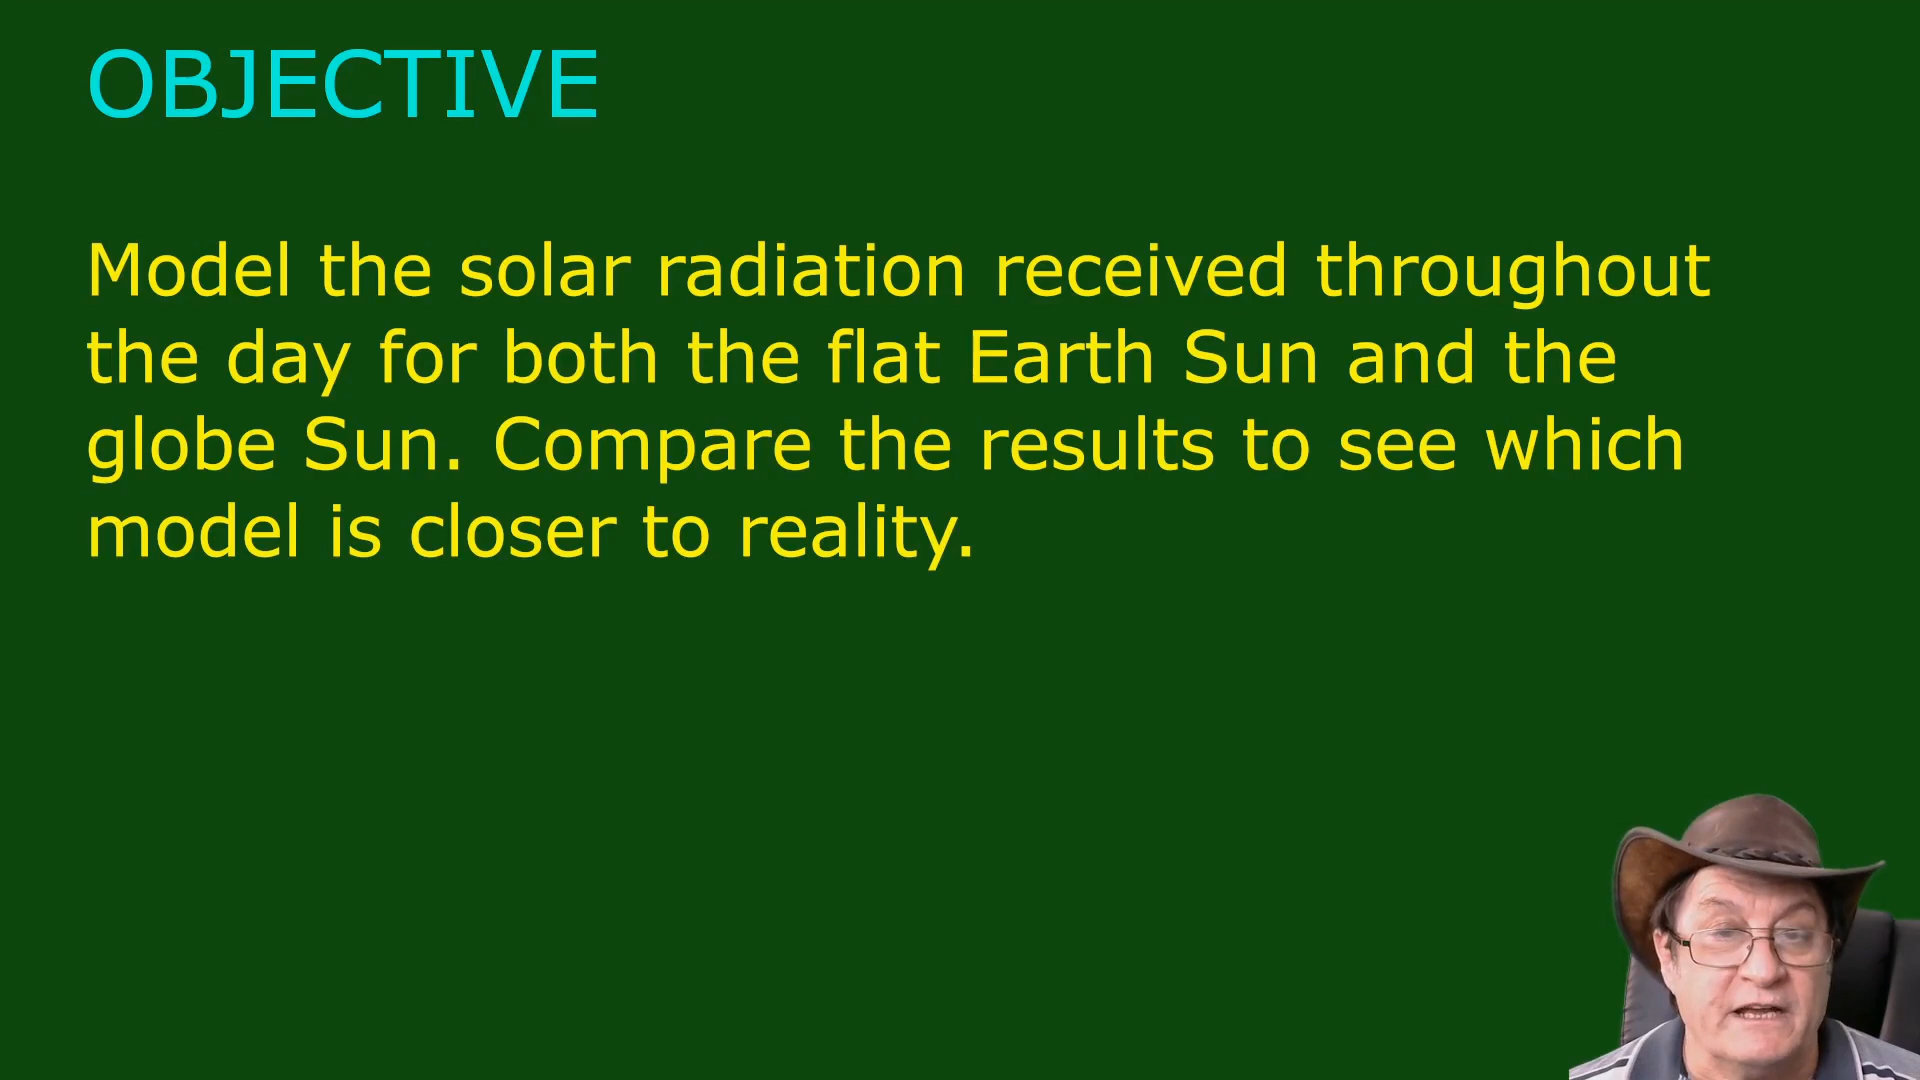 OBJECTIVE
Model the solar radiation received throughout
the day for both the flat Earth Sun and the
globe Sun. Compare the results to see which
model is closer to reality.